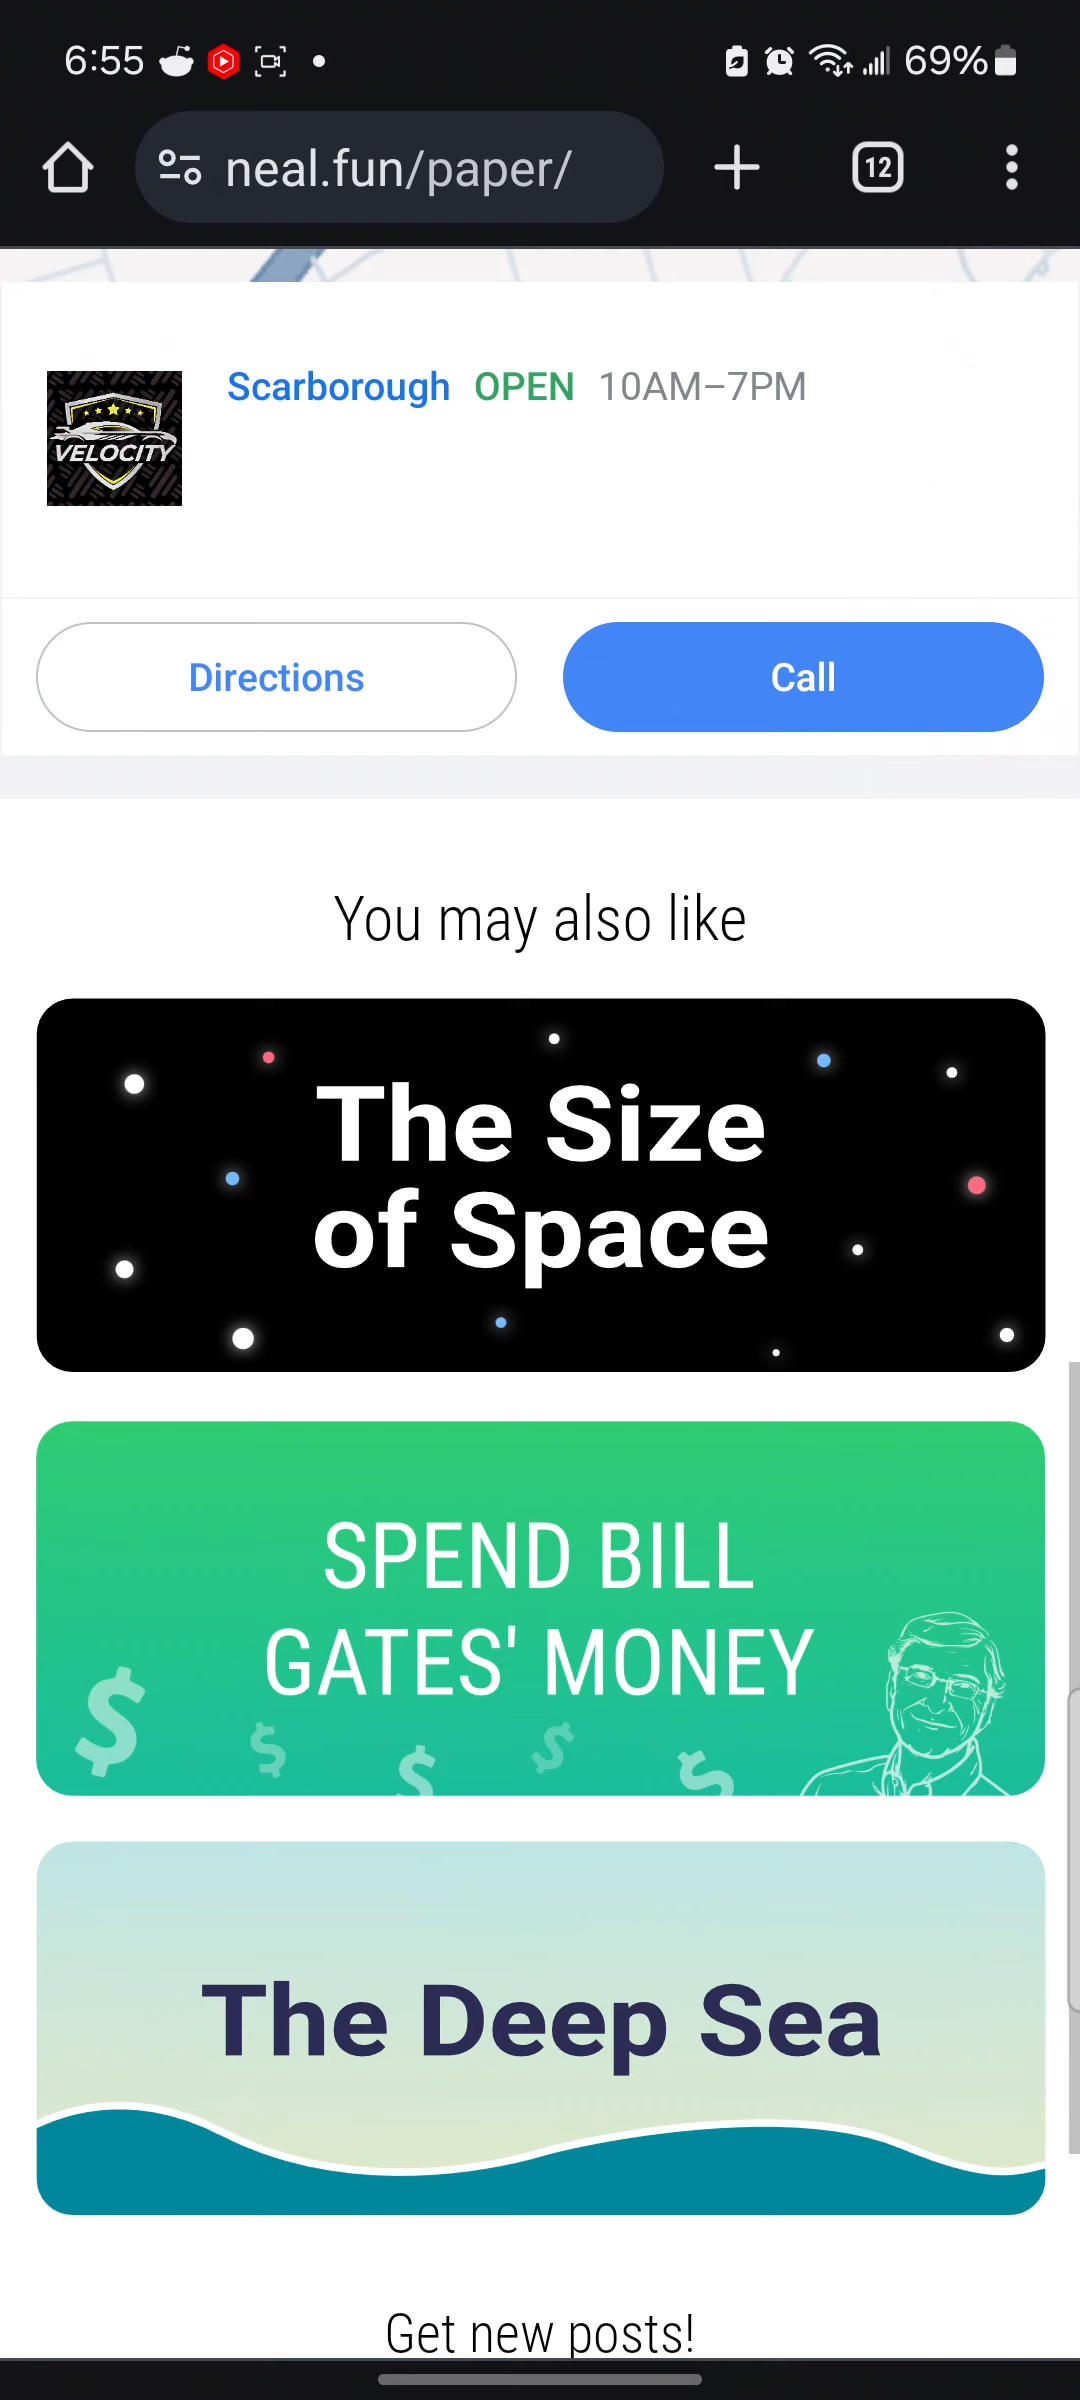 6:55 69%
neal.fun/paper/ 12
VELOCITY
Scarborough OPEN 10AM–7PM
Directions Call
You may also like
The Size
of Space
SPEND BILL
GATES' MONEY
$ $ $ $ $
The Deep Sea
Get new posts!